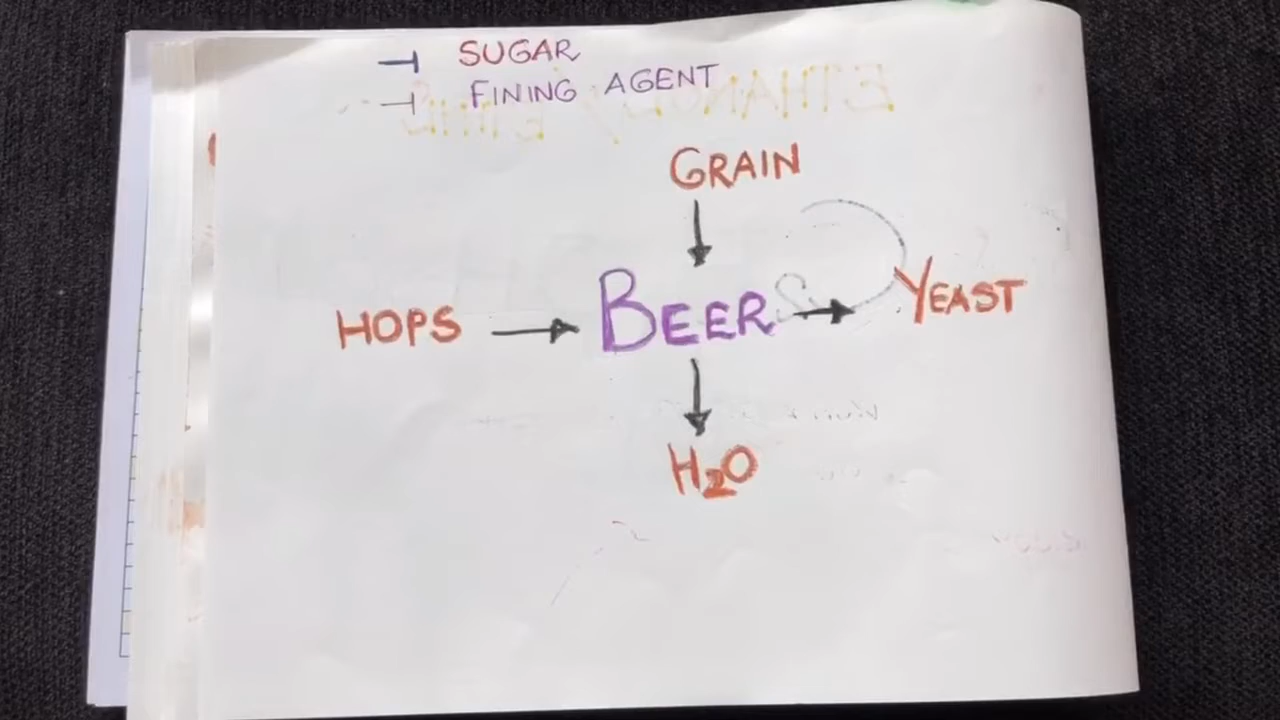 SUGAR
FINING AGENT
GRAIN
HOPS → BEER → YEAST
H₂O